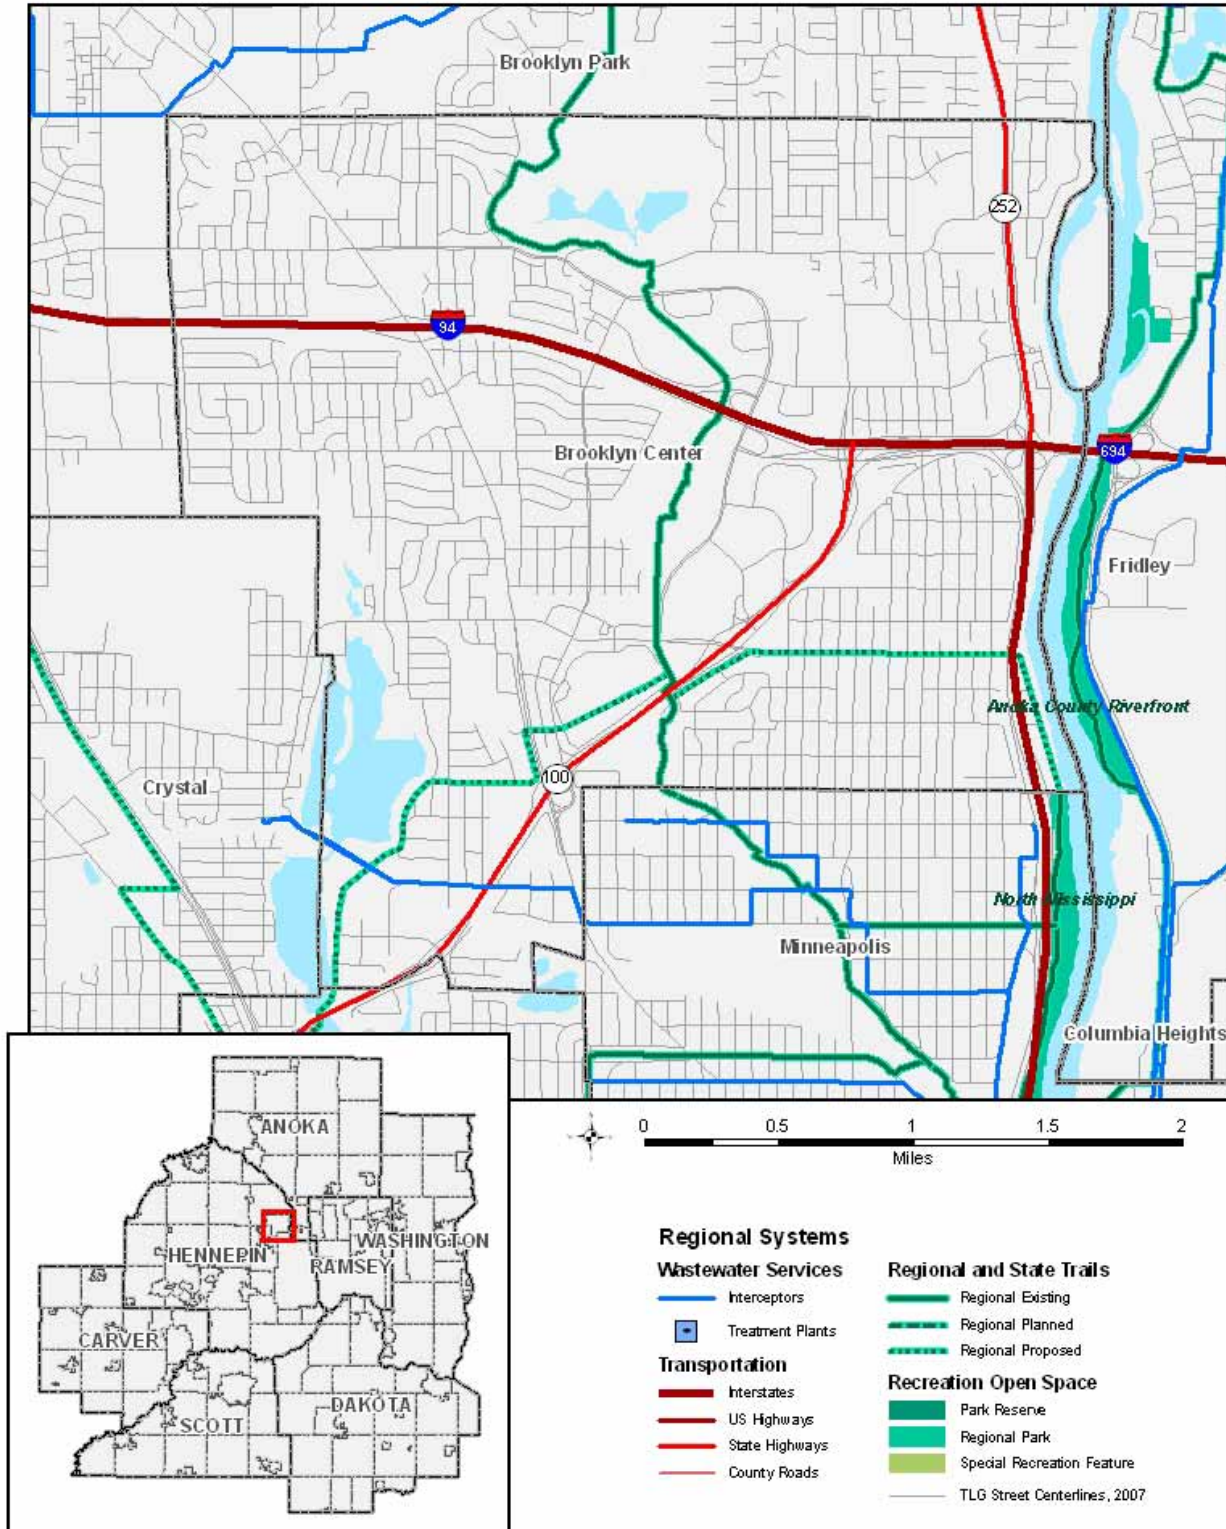 Brooklyn Park
252
94
Brooklyn Center
694
Fridley
Anoka County Riverfront
100
Crystal
North Mississippi
Minneapolis
Columbia Heights
ANOKA
HENNEPIN
RAMSEY
WASHINGTON
CARVER
SCOTT
DAKOTA
0 0.5 1 1.5 2
Miles
Regional Systems
Wastewater Services
Interceptors
Treatment Plants
Transportation
Interstates
US Highways
State Highways
County Roads
Regional and State Trails
Regional Existing
Regional Planned
Regional Proposed
Recreation Open Space
Park Reserve
Regional Park
Special Recreation Feature
TLG Street Centerlines, 2007